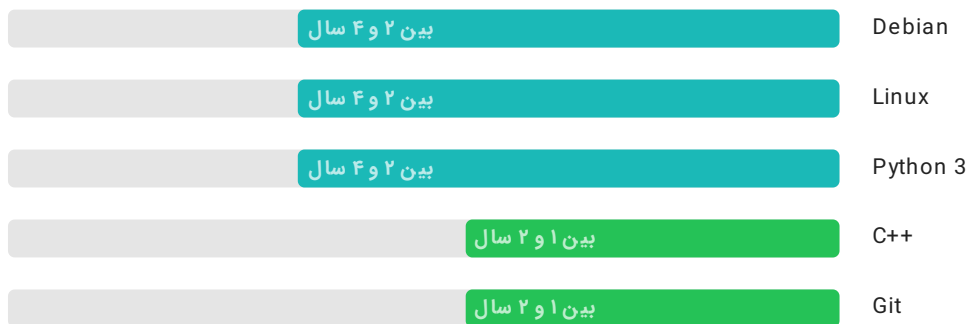 Debian
بین ۲ و ۴ سال
Linux
بین ۲ و ۴ سال
Python 3
بین ۲ و ۴ سال
C++
بین ۱ و ۲ سال
Git
بین ۱ و ۲ سال